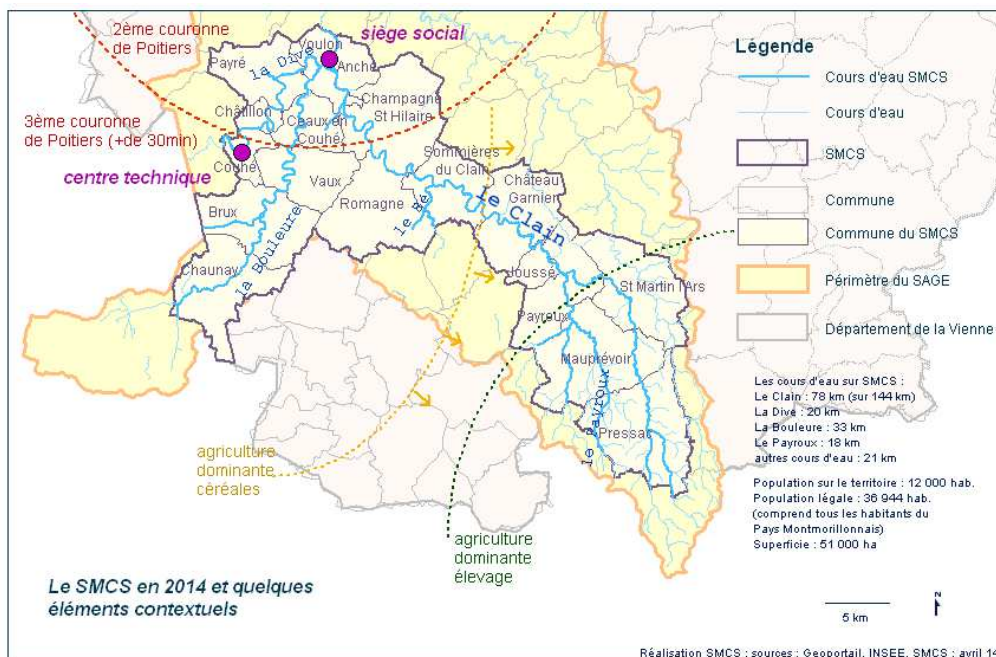 2ème couronne
de Poitiers
siège social
Voulon
Payré
la Dive
Anché
Châtillon
Champagné
St Hilaire
Ceaux en
Couhé
3ème couronne
de Poitiers (+de 30min)
Couhé
centre technique
Sommières
du Clain
Château
Garnier
Vaux
Romagne
le Bé
le Clain
Brux
la Bouleure
Chaunay
Joussé
St Martin l'Ars
Payroux
Mauprévoir
le Payroux
Pressac
agriculture
dominante
céréales
agriculture
dominante
élevage
Légende
Cours d'eau SMCS
Cours d'eau
SMCS
Commune
Commune du SMCS
Périmètre du SAGE
Département de la Vienne
Les cours d'eau sur SMCS :
Le Clain : 78 km (sur 144 km)
La Dive : 20 km
La Bouleure : 33 km
Le Payroux : 18 km
autres cours d'eau : 21 km
Population sur le territoire : 12 000 hab.
Population légale : 36 944 hab.
(comprend tous les habitants du
Pays Montmorillonnais)
Superficie : 51 000 ha
Le SMCS en 2014 et quelques
éléments contextuels
5 km
N
Réalisation SMCS ; sources : Geoportail, INSEE, SMCS ; avril 14